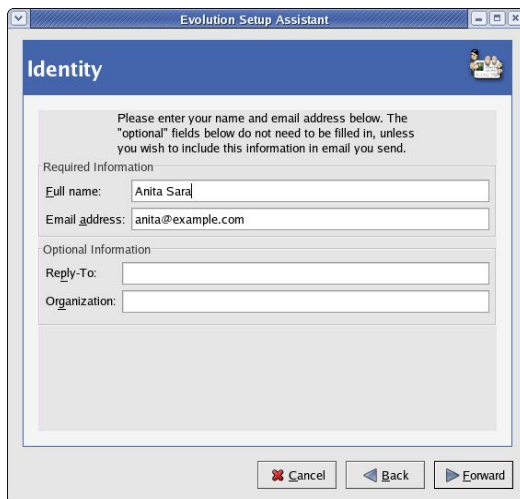 Evolution Setup Assistant
Identity
Please enter your name and email address below. The
"optional" fields below do not need to be filled in, unless
you wish to include this information in email you send.
Required Information
Full name: Anita Sara
Email address: anita@example.com
Optional Information
Reply-To:
Organization:
Cancel Back Forward